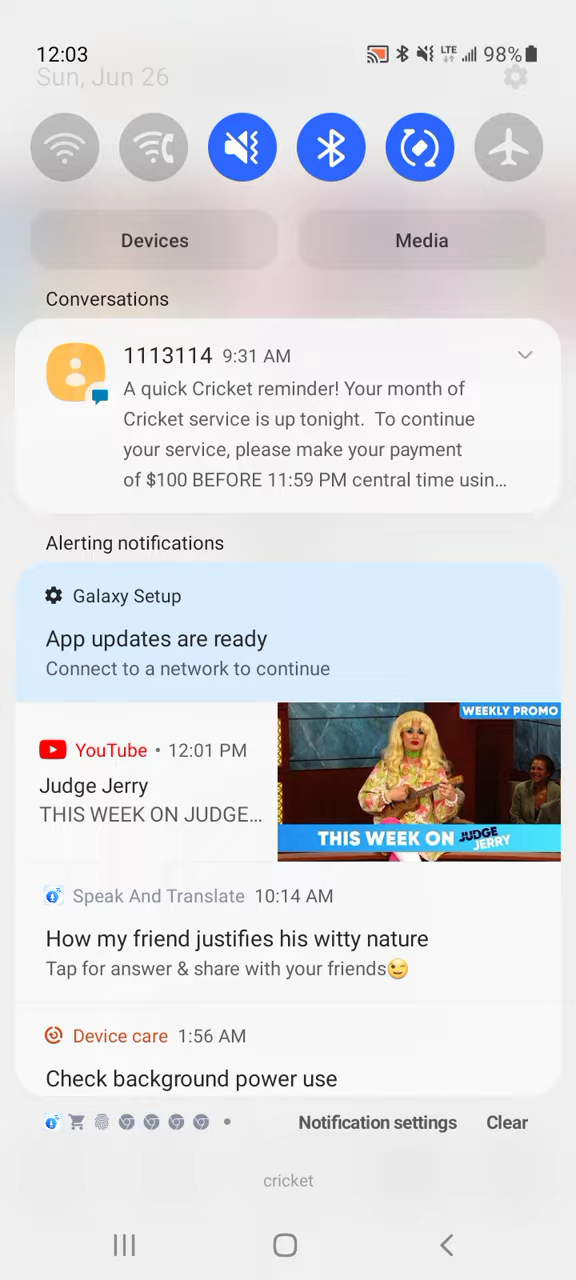 12:03
LTE 98%
Sun, Jun 26
Devices
Media
Conversations
1113114 9:31 AM
A quick Cricket reminder! Your month of
Cricket service is up tonight.  To continue
your service, please make your payment
of $100 BEFORE 11:59 PM central time usin…
Alerting notifications
Galaxy Setup
App updates are ready
Connect to a network to continue
YouTube • 12:01 PM
Judge Jerry
THIS WEEK ON JUDGE…
WEEKLY PROMO
THIS WEEK ON JUDGE JERRY
Speak And Translate 10:14 AM
How my friend justifies his witty nature
Tap for answer & share with your friends😉
Device care 1:56 AM
Check background power use
Notification settings
Clear
cricket